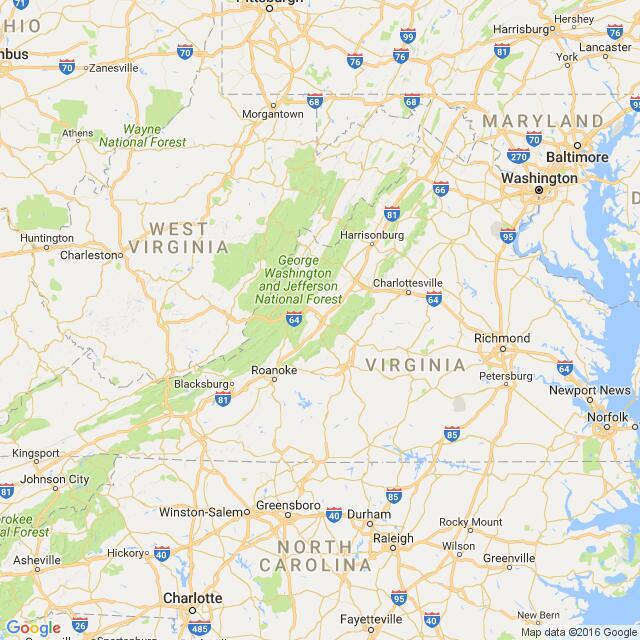 HIO
71
Pittsburgh
Hershey
Harrisburg
76
99
Lancaster
mbus
70
Zanesville
70
76
76
81
York
95
68
68
Morgantown
MARYLAND
Athens
Wayne
National Forest
70
270
Baltimore
Washington
66
D
WEST
VIRGINIA
81
Huntington
Charleston
Harrisonburg
95
George
Washington
and Jefferson
National Forest
Charlottesville
64
64
Richmond
VIRGINIA
64
Roanoke
Blacksburg
Petersburg
81
Newport News
Norfolk
85
Kingsport
81
Johnson City
85
Winston-Salem
Greensboro
40
Durham
Rocky Mount
erokee
l Forest
Raleigh
Wilson
Hickory
40
NORTH
CAROLINA
Asheville
Greenville
Charlotte
95
40
New Bern
Google
26
485
Fayetteville
Spartanburg
Map data ©2016 Google